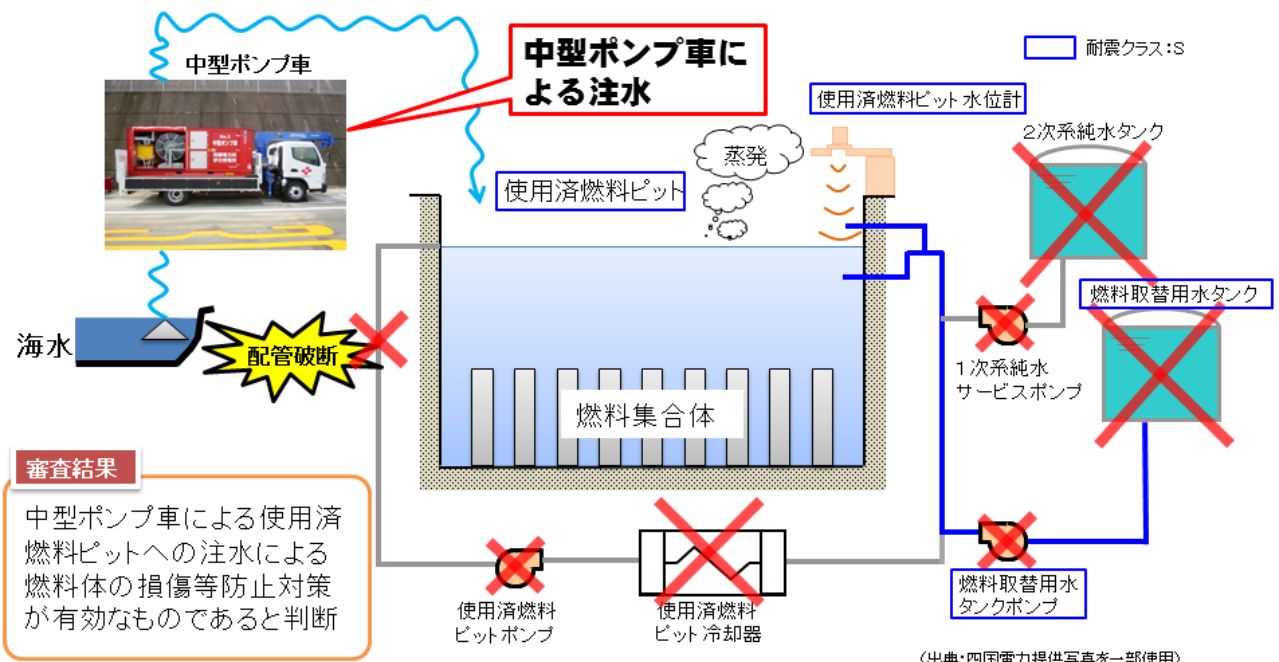 中型ポンプ車
中型ポンプ車に
よる注水
耐震クラス:S
使用済燃料ピット水位計
2次系純水タンク
蒸発
使用済燃料ピット
燃料取替用水タンク
海水
配管破断
1次系純水
サービスポンプ
燃料集合体
審査結果
中型ポンプ車による使用済
燃料ピットへの注水による
燃料体の損傷等防止対策
が有効なものであると判断
使用済燃料
ピットポンプ
使用済燃料
ピット冷却器
燃料取替用水
タンクポンプ
(出典・四国電力提供写真を一部使用)